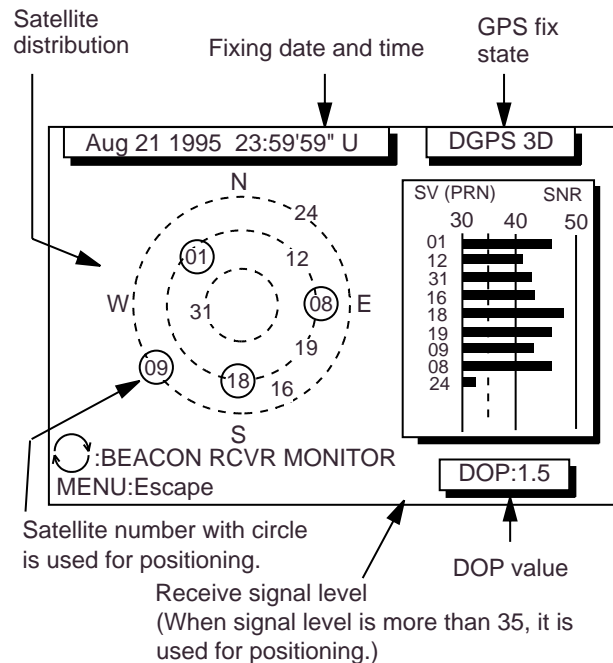 Satellite
distribution
Fixing date and time
GPS fix
state
Aug 21 1995  23:59'59" U
DGPS 3D
N
24
01
12
W
31
08
E
09
19
18
16
S
SV (PRN)
SNR
30
40
50
01
12
31
16
18
19
09
08
24
:BEACON RCVR MONITOR
MENU:Escape
DOP:1.5
Satellite number with circle
is used for positioning.
DOP value
Receive signal level
(When signal level is more than 35, it is
used for positioning.)